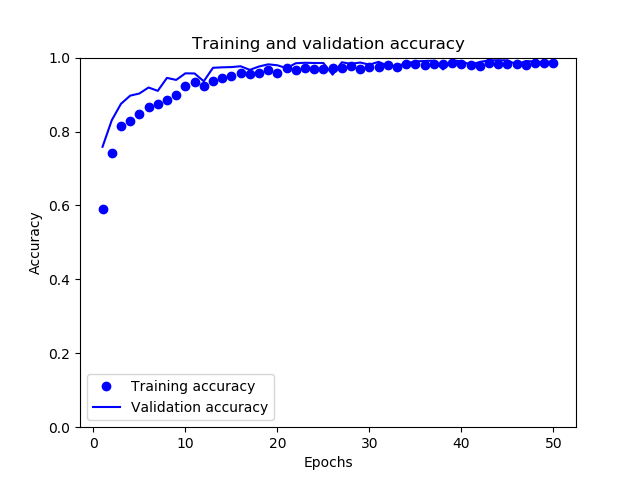 Training and validation accuracy
1.0
0.8
0.6
0.4
0.2
0.0
Accuracy
Training accuracy
Validation accuracy
0 10 20 30 40 50
Epochs